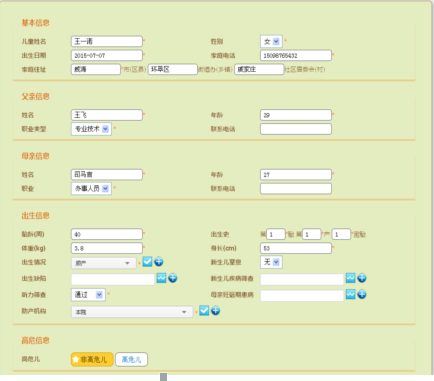 基本信息
儿童姓名 王一诺* 性别 女*
出生日期 2015-07-07* 家庭电话 15098765432*
家庭住址 威海*市(区县) 环翠区 街道办(乡镇) 戚家庄 社区居委会(村)
父亲信息
姓名 王飞* 年龄 29*
职业类型 专业技术* 联系电话
母亲信息
姓名 年龄 27*
职业 办事人员* 联系电话
出生信息
胎龄(周) 40* 出生史 第1*胎 第1*产 1*
体重(kg) 3.8* 身长(cm) 53*
出生情况 顺产* 新生儿窒息 无*
出生缺陷 新生儿疾病筛查
听力筛查 通过* 母亲妊娠期患病
助产机构 本院*
高危信息
高危儿 非高危儿 高危儿